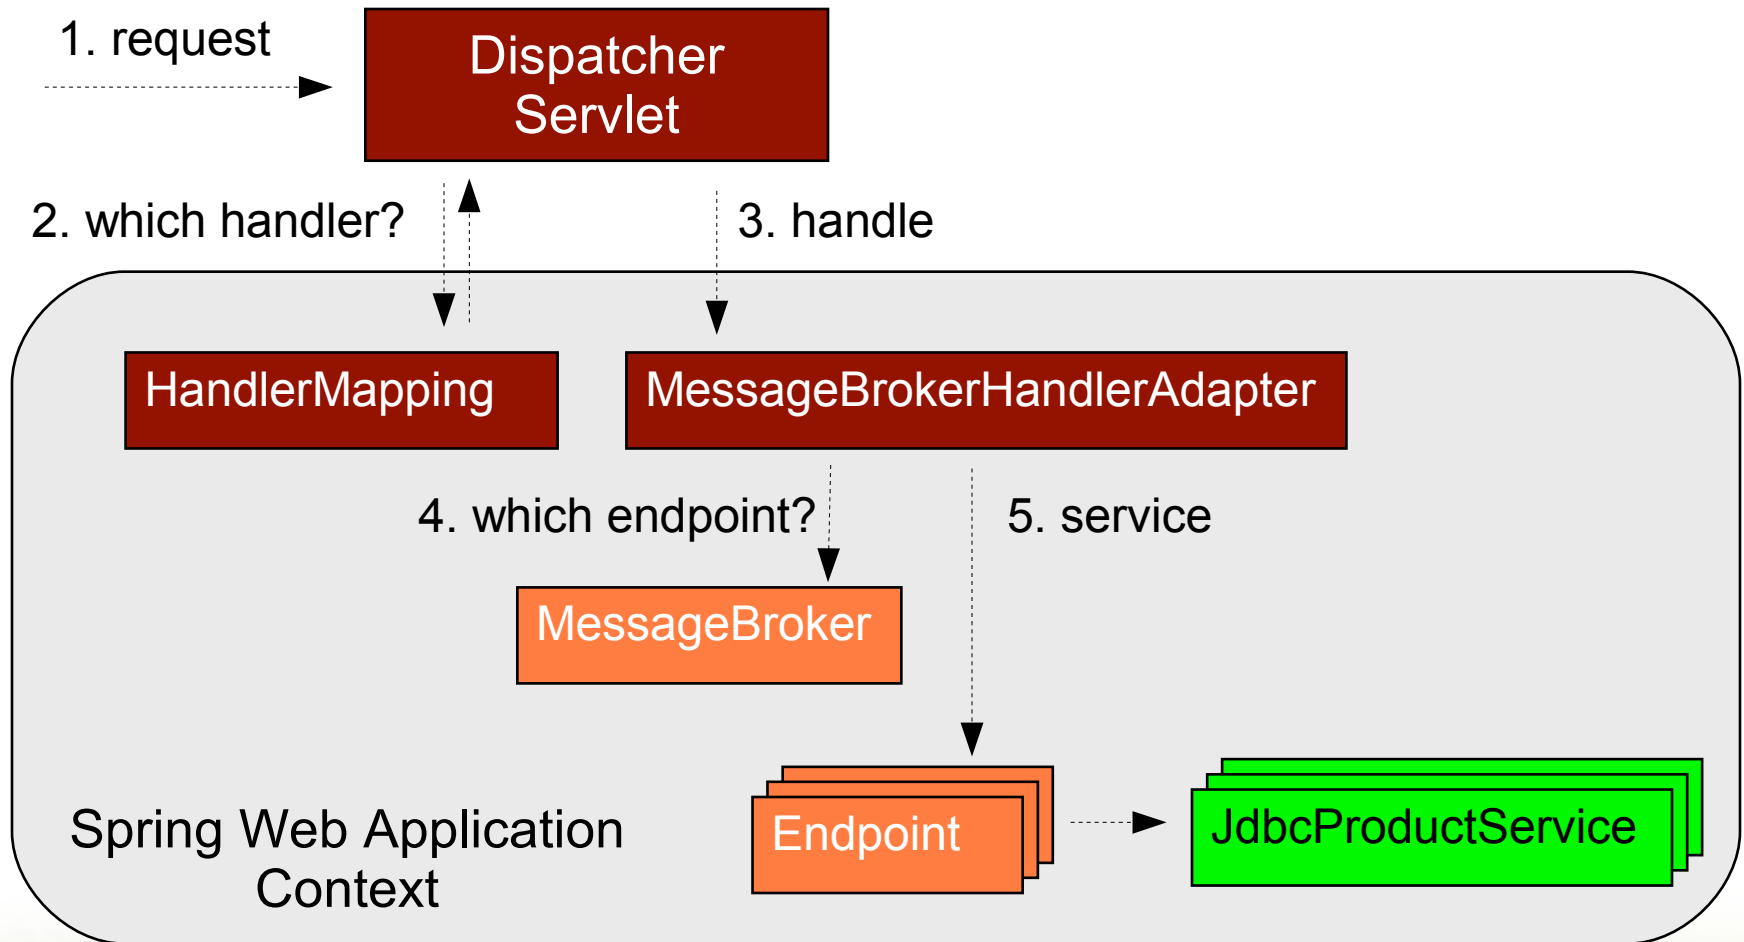 1. request
Dispatcher
Servlet
2. which handler?
3. handle
HandlerMapping
MessageBrokerHandlerAdapter
4. which endpoint?
5. service
MessageBroker
Endpoint
JdbcProductService
Spring Web Application
Context